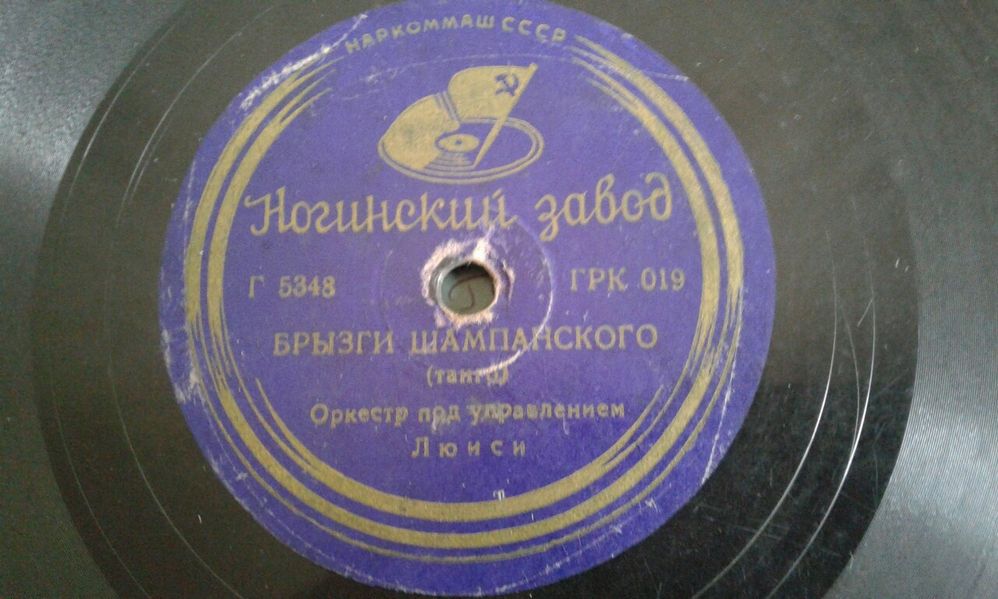 НАРКОММАШ СССР
Ногинский завод
Г 5348 ГРК 019
БРЫЗГИ ШАМПАНСКОГО
(танго)
Оркестр под управлением
Люиси